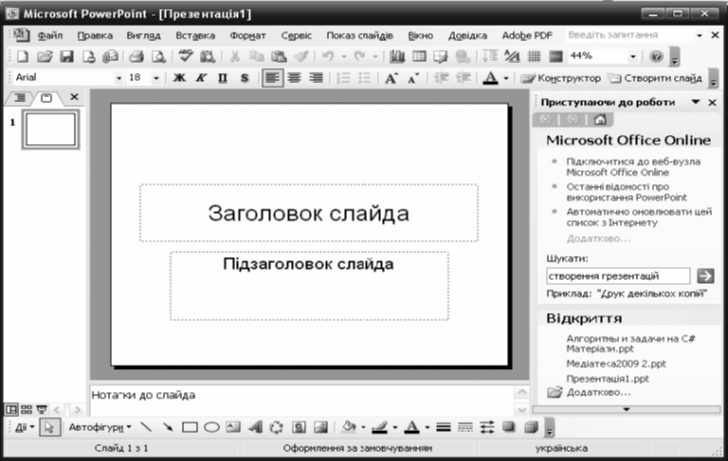 Microsoft PowerPoint - [Презентація1]
Файл Правка Вигляд Вставка Формат Сервіс Показ слайдів Вікно Довідка Adobe PDF Введіть запитання
44%
Arial 18 Ж К П S Конструктор Створити слайд
Приступаючи до роботи
1
Microsoft Office Online
Підключитися до веб-вузла
Microsoft Office Online
Останні відомості про
використання PowerPoint
Автоматично оновлювати цей
список з Інтернету
Додатково...
Шукати:
створення презентацій
Приклад: "Друк декількох копій"
Відкриття
Алгоритмы и задачи на C#
Матеріали.ppt
Медіатека2009 2.ppt
Презентація1.ppt
Додатково...
Заголовок слайда
Підзаголовок слайда
Нотатки до слайда
Дії Автофігури
Слайд 1 з 1 Оформлення за замовчуванням українська